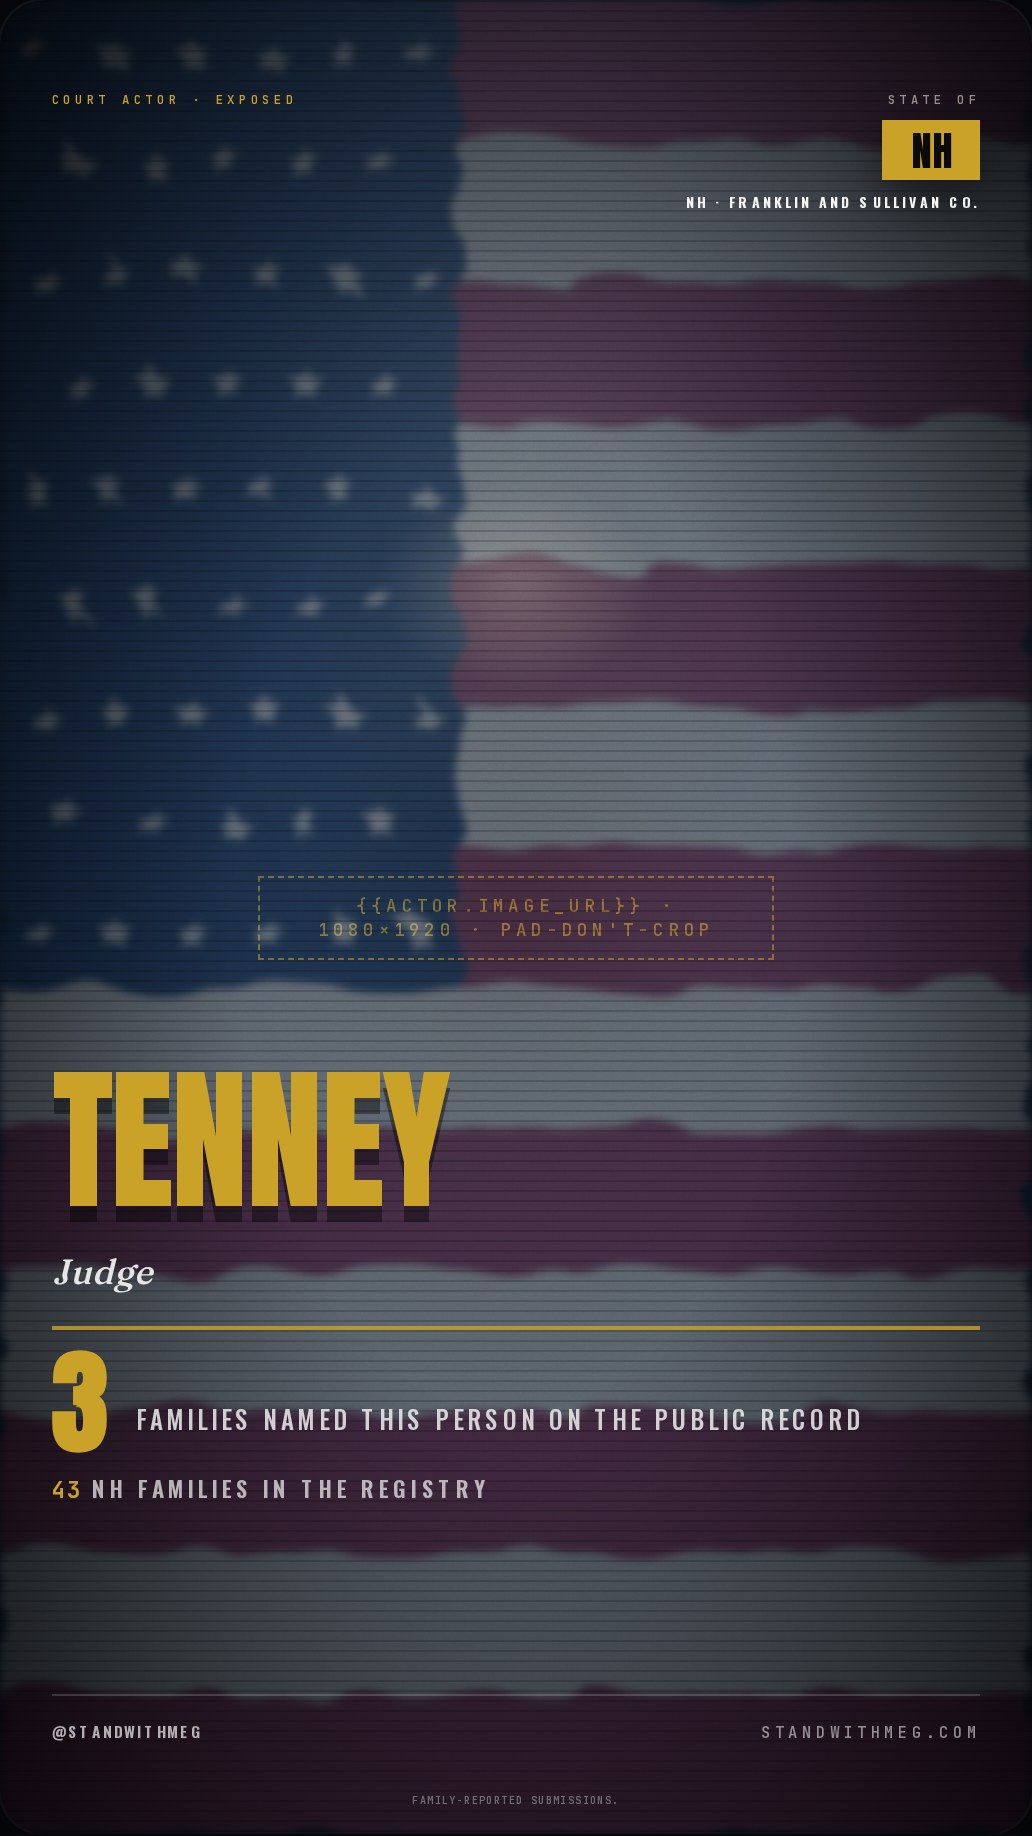 COURT ACTOR · EXPOSED
STATE OF
NH
NH · FRANKLIN AND SULLIVAN CO.
{{ACTOR.IMAGE_URL}} ·
1080×1920 · PAD-DON'T-CROP
TENNEY
Judge
3 FAMILIES NAMED THIS PERSON ON THE PUBLIC RECORD
43 NH FAMILIES IN THE REGISTRY
@STANDWITHMEG
STANDWITHMEG.COM
FAMILY-REPORTED SUBMISSIONS.